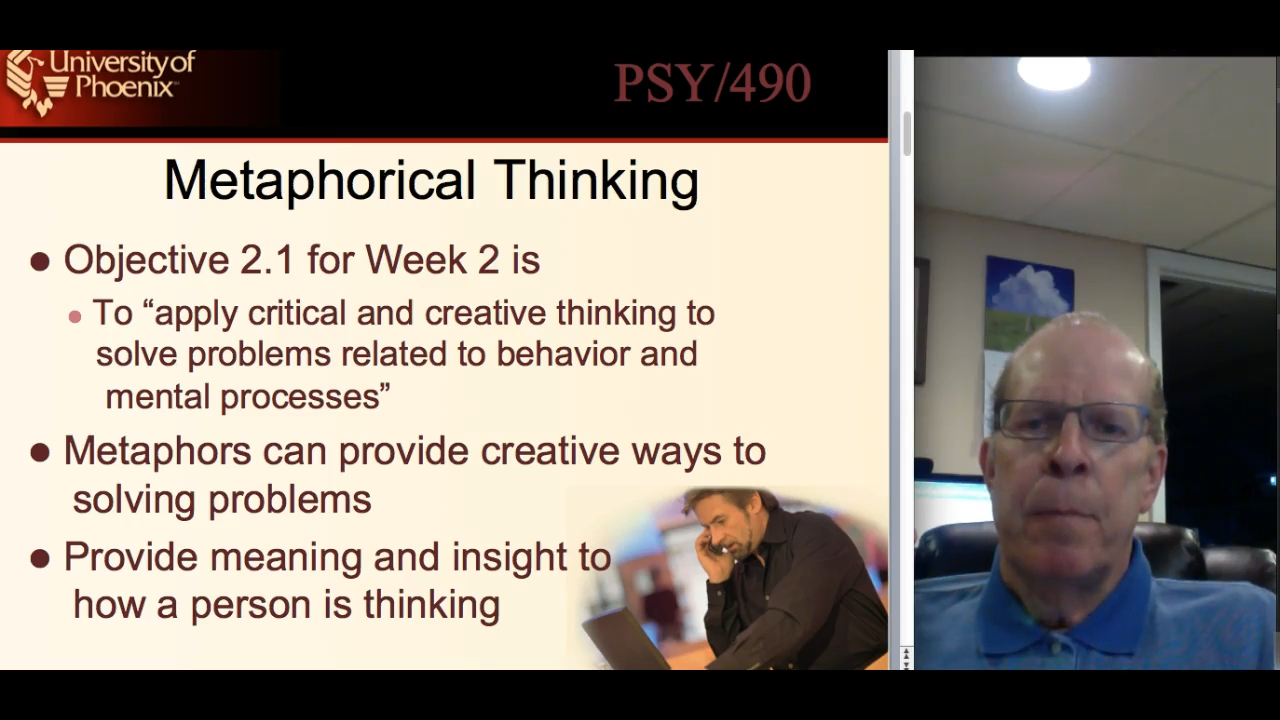 University of
Phoenix
PSY/490
Metaphorical Thinking
Objective 2.1 for Week 2 is
To “apply critical and creative thinking to
solve problems related to behavior and
mental processes”
Metaphors can provide creative ways to
solving problems
Provide meaning and insight to
how a person is thinking